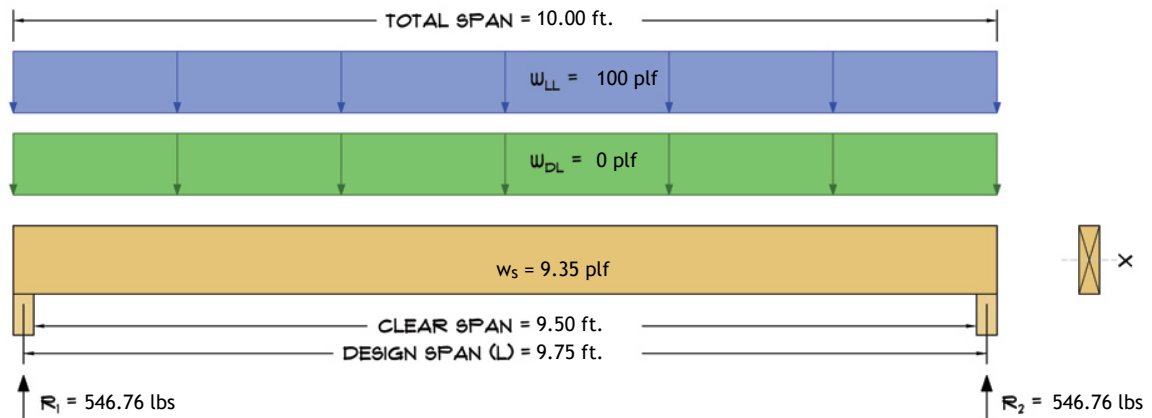 TOTAL SPAN = 10.00 ft.
WLL = 100 plf
WDL = 0 plf
ws = 9.35 plf
X
CLEAR SPAN = 9.50 ft.
DESIGN SPAN (L) = 9.75 ft.
R1 = 546.76 lbs
R2 = 546.76 lbs